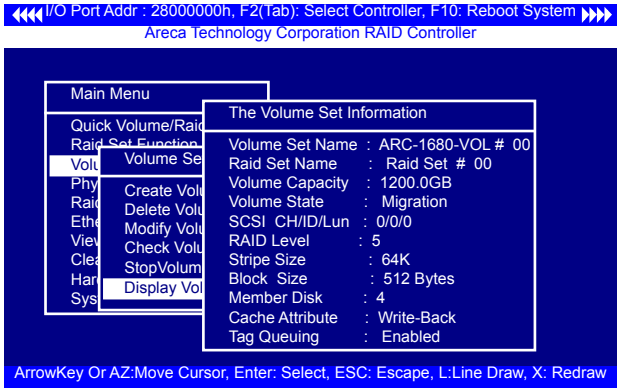 I/O Port Addr : 28000000h, F2(Tab): Select Controller, F10: Reboot System
Areca Technology Corporation RAID Controller
Main Menu
Quick Volume/Raid
Raid Set Function
Volu
Phy
Raid
Ethe
View
Clea
Har
Sys
Volume Se
Create Volu
Delete Volu
Modify Volu
Check Volu
StopVolum
Display Vol
The Volume Set Information
Volume Set Name : ARC-1680-VOL # 00
Raid Set Name : Raid Set # 00
Volume Capacity : 1200.0GB
Volume State : Migration
SCSI CH/ID/Lun : 0/0/0
RAID Level : 5
Stripe Size : 64K
Block Size : 512 Bytes
Member Disk : 4
Cache Attribute : Write-Back
Tag Queuing : Enabled
ArrowKey Or AZ:Move Cursor, Enter: Select, ESC: Escape, L:Line Draw, X: Redraw